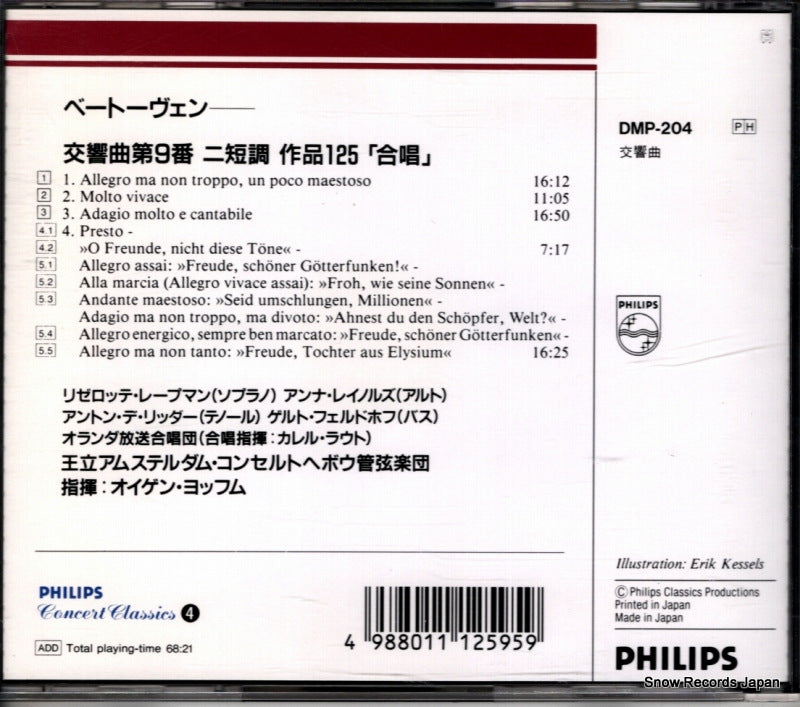 ベートーヴェン——
交響曲第9番 ニ短調 作品125「合唱」
1 1. Allegro ma non troppo, un poco maestoso 16:12
2 2. Molto vivace 11:05
3 3. Adagio molto e cantabile 16:50
4.1 4. Presto -
4.2 »O Freunde, nicht diese Töne« - 7:17
5.1 Allegro assai: »Freude, schöner Götterfunken!« -
5.2 Alla marcia (Allegro vivace assai): »Froh, wie seine Sonnen« -
5.3 Andante maestoso: »Seid umschlungen, Millionen« -
Adagio ma non troppo, ma divoto: »Ahnest du den Schöpfer, Welt?« -
5.4 Allegro energico, sempre ben marcato: »Freude, schöner Götterfunken« -
5.5 Allegro ma non tanto: »Freude, Tochter aus Elysium« 16:25
リゼロッテ・レープマン(ソプラノ) アンナ・レイノルズ(アルト)
アントン・デ・リッダー(テノール) ゲルト・フェルドホフ(バス)
オランダ放送合唱団(合唱指揮:カレル・ラウト)
王立アムステルダム・コンセルトヘボウ管弦楽団
指揮:オイゲン・ヨッフム
PHILIPS
Concert Classics 4
ADD Total playing-time 68:21
4 988011 125959
DMP-204 PH
交響曲
PHILIPS
Illustration: Erik Kessels
Ⓒ Philips Classics Productions
Printed in Japan
Made in Japan
PHILIPS
Snow Records Japan